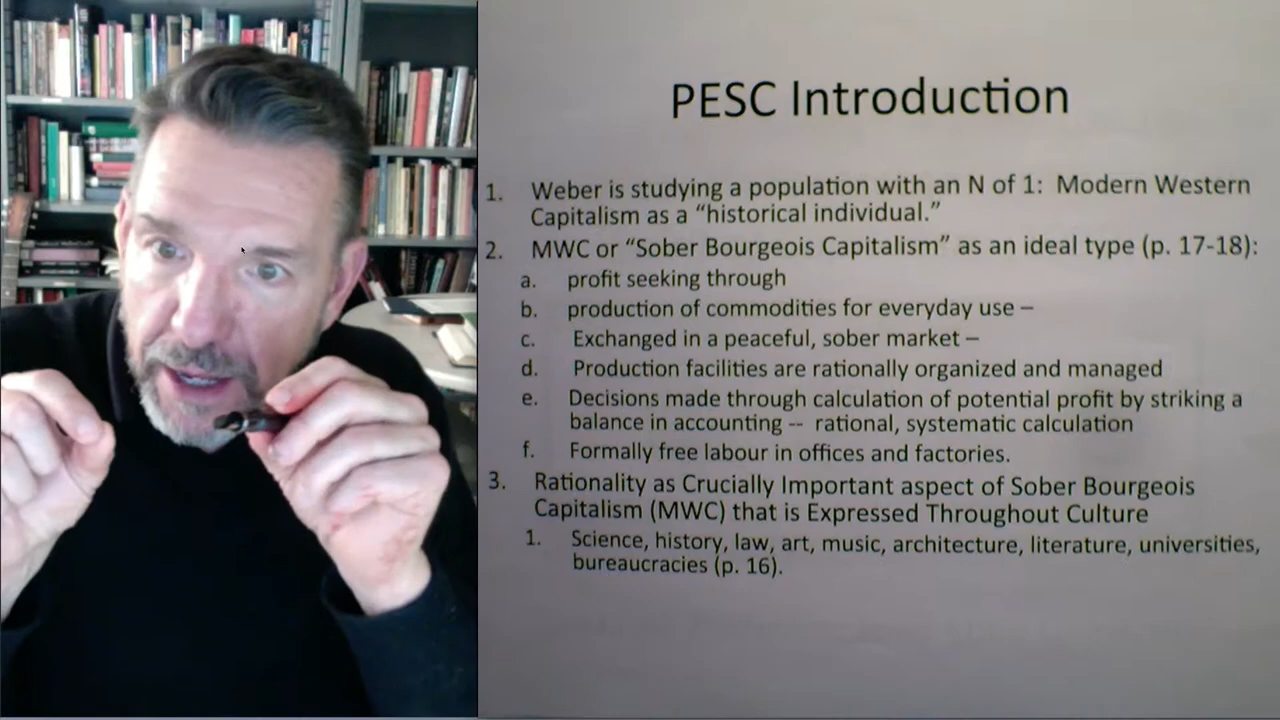 PESC Introduction
1. Weber is studying a population with an N of 1: Modern Western
Capitalism as a “historical individual.”
2. MWC or “Sober Bourgeois Capitalism” as an ideal type (p. 17-18):
a. profit seeking through
b. production of commodities for everyday use –
c. Exchanged in a peaceful, sober market –
d. Production facilities are rationally organized and managed
e. Decisions made through calculation of potential profit by striking a
balance in accounting -- rational, systematic calculation
f. Formally free labour in offices and factories.
3. Rationality as Crucially Important aspect of Sober Bourgeois
Capitalism (MWC) that is Expressed Throughout Culture
1. Science, history, law, art, music, architecture, literature, universities,
bureaucracies (p. 16).